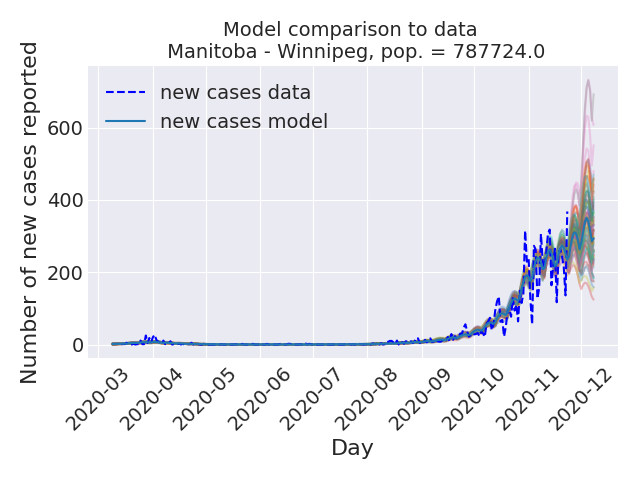 Model comparison to data
Manitoba - Winnipeg, pop. = 787724.0
Number of new cases reported
600
400
200
0
new cases data
new cases model
2020-03
2020-04
2020-05
2020-06
2020-07
2020-08
2020-09
2020-10
2020-11
2020-12
Day